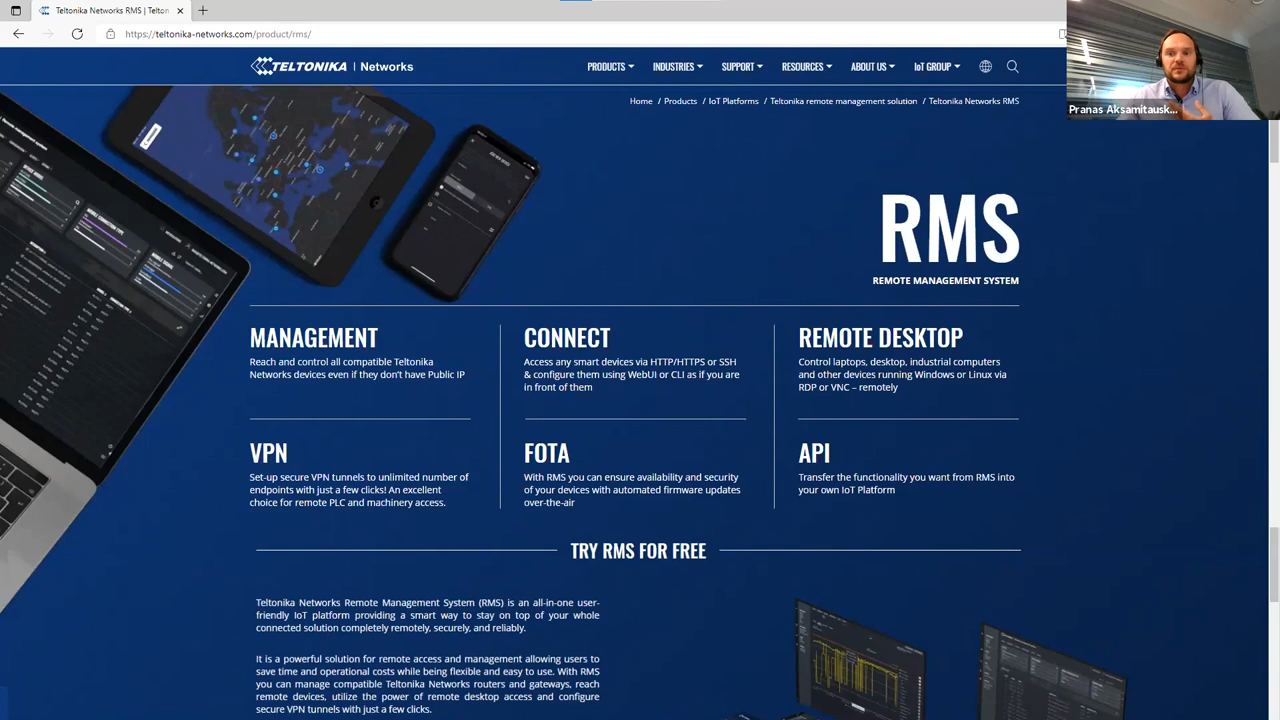 Teltonika Networks RMS | Telton
https://teltonika-networks.com/product/rms/
TELTONIKA | Networks
PRODUCTS
INDUSTRIES
SUPPORT
RESOURCES
ABOUT US
IoT GROUP
Pranas Aksamitausk...
Home / Products / IoT Platforms / Teltonika remote management solution / Teltonika Networks RMS
RMS
REMOTE MANAGEMENT SYSTEM
MANAGEMENT
Reach and control all compatible Teltonika
Networks devices even if they don't have Public IP
CONNECT
Access any smart devices via HTTP/HTTPS or SSH
& configure them using WebUI or CLI as if you are
in front of them
REMOTE DESKTOP
Control laptops, desktop, industrial computers
and other devices running Windows or Linux via
RDP or VNC – remotely
VPN
Set-up secure VPN tunnels to unlimited number of
endpoints with just a few clicks! An excellent
choice for remote PLC and machinery access.
FOTA
With RMS you can ensure availability and security
of your devices with automated firmware updates
over-the-air
API
Transfer the functionality you want from RMS into
your own IoT Platform
TRY RMS FOR FREE
Teltonika Networks Remote Management System (RMS) is an all-in-one user-
friendly IoT platform providing a smart way to stay on top of your whole
connected solution completely remotely, securely, and reliably.
It is a powerful solution for remote access and management allowing users to
save time and operational costs while being flexible and easy to use. With RMS
you can manage compatible Teltonika Networks routers and gateways, reach
remote devices, utilize the power of remote desktop access and configure
secure VPN tunnels with just a few clicks.